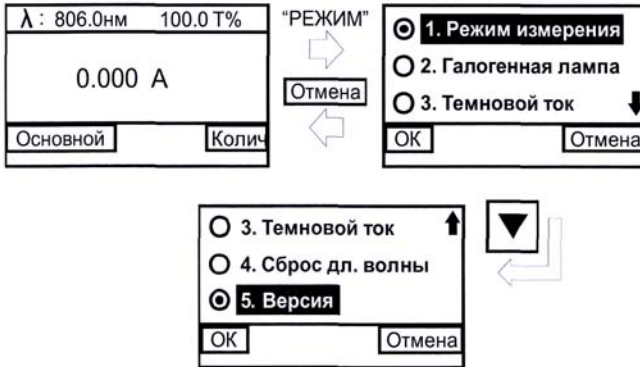 λ : 806.0нм 100.0 T%
0.000 A
Основной Колич
"РЕЖИМ"
Отмена
1. Режим измерения
2. Галогенная лампа
3. Темновой ток
ОК Отмена
3. Темновой ток
4. Сброс дл. волны
5. Версия
ОК Отмена